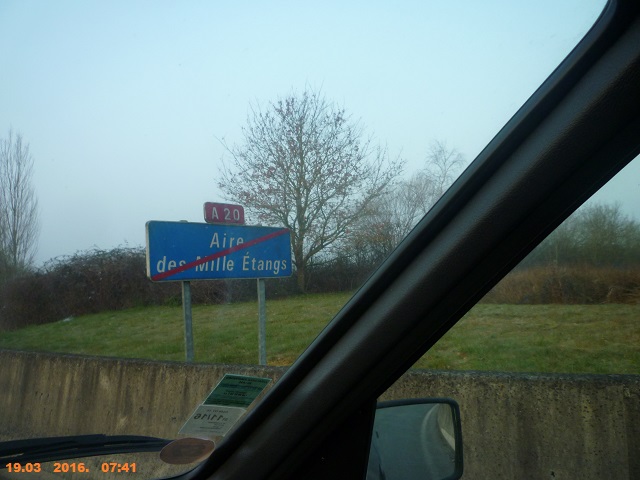 A 20
Aire
des Mille Étangs
19.03 2016. 07:41